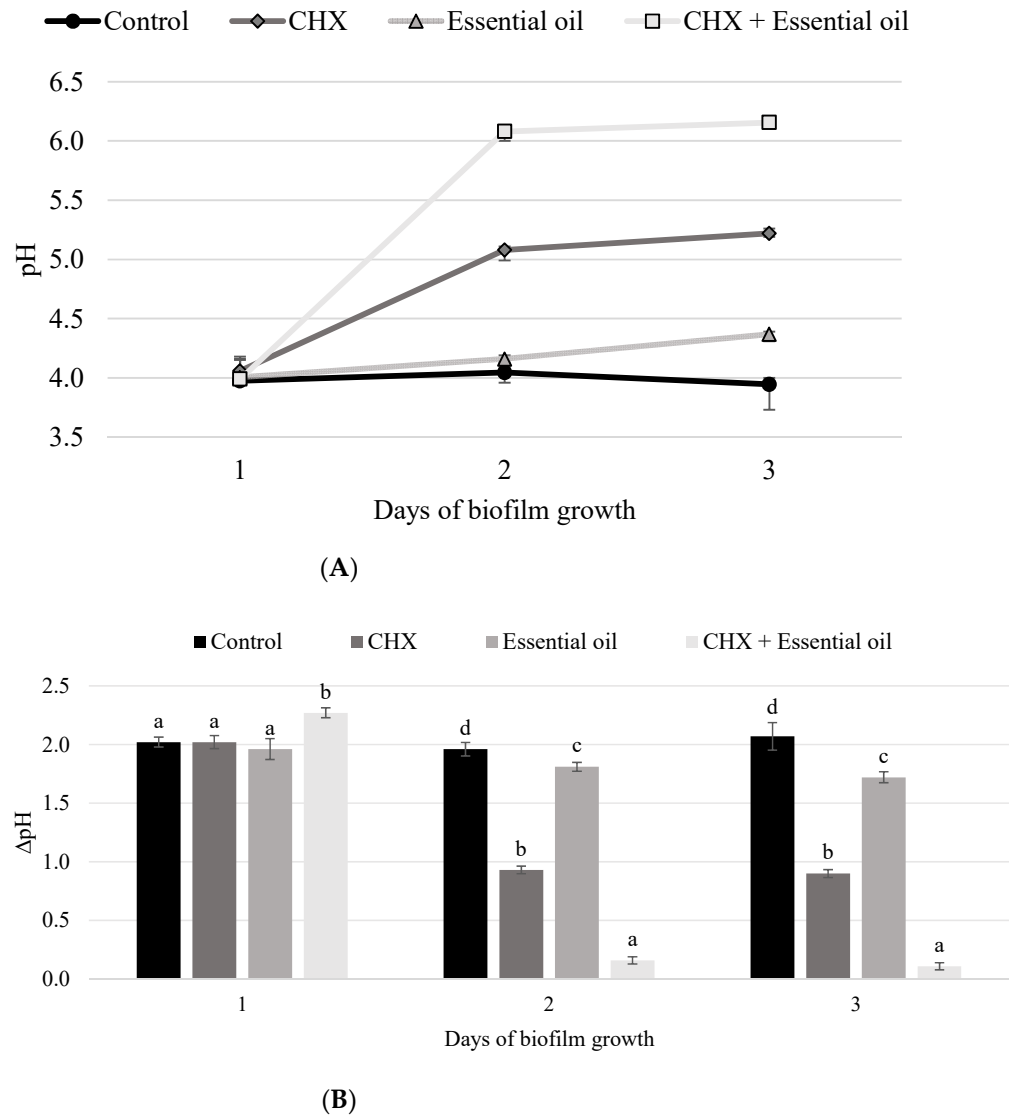 Control CHX Essential oil CHX + Essential oil
6.5
6.0
5.5
5.0
4.5
4.0
3.5
pH
1 2 3
Days of biofilm growth
(A)
Control CHX Essential oil CHX + Essential oil
2.5
2.0
1.5
1.0
0.5
0.0
ΔpH
a a a b d b c a d b c a
1 2 3
Days of biofilm growth
(B)